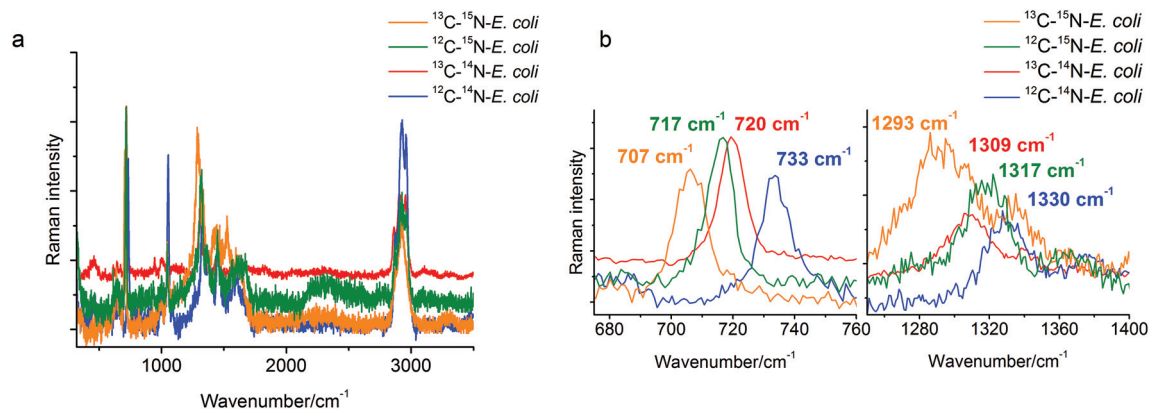 a
¹³C-¹⁵N-E. coli
¹²C-¹⁵N-E. coli
¹³C-¹⁴N-E. coli
¹²C-¹⁴N-E. coli
Raman intensity
1000 2000 3000
Wavenumber/cm⁻¹
b
¹³C-¹⁵N-E. coli
¹²C-¹⁵N-E. coli
¹³C-¹⁴N-E. coli
¹²C-¹⁴N-E. coli
717 cm⁻¹ 720 cm⁻¹
707 cm⁻¹
733 cm⁻¹
Raman intensity
680 700 720 740 760
Wavenumber/cm⁻¹
1293 cm⁻¹
1309 cm⁻¹
1317 cm⁻¹
1330 cm⁻¹
1280 1320 1360 1400
Wavenumber/cm⁻¹